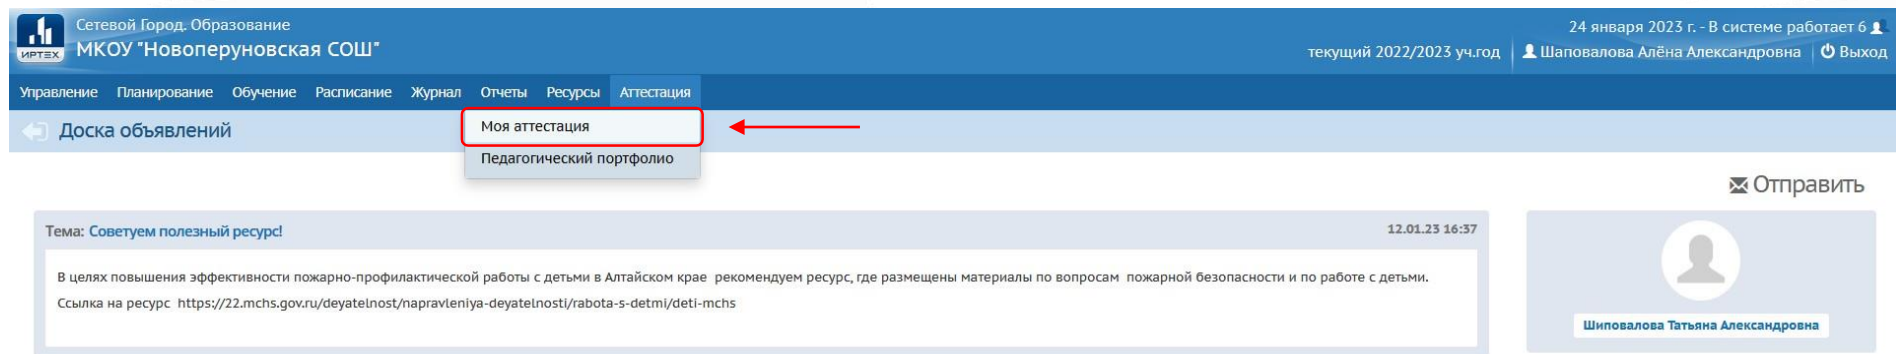 Сетевой Город. Образование
24 января 2023 г. - В системе работает 6
ИРТЕХ
МКОУ "Новоперуновская СОШ"
текущий 2022/2023 уч.год Шаповалова Алёна Александровна Выход
Управление Планирование Обучение Расписание Журнал Отчеты Ресурсы Аттестация
Доска объявлений
Моя аттестация
Педагогический портфолио
Отправить
Тема: Советуем полезный ресурс!
12.01.23 16:37
В целях повышения эффективности пожарно-профилактической работы с детьми в Алтайском крае рекомендуем ресурс, где размещены материалы по вопросам пожарной безопасности и по работе с детьми.
Ссылка на ресурс https://22.mchs.gov.ru/deyatelnost/napravleniya-deyatelnosti/rabota-s-detmi/deti-mchs
Шиповалова Татьяна Александровна